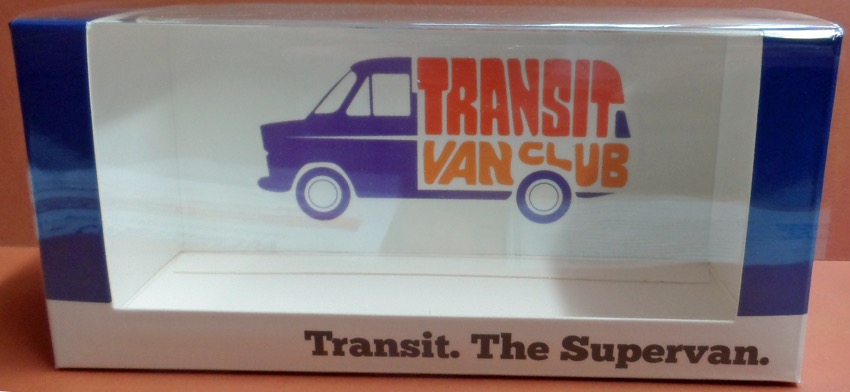 TRANSIT
VAN CLUB
Transit. The Supervan.